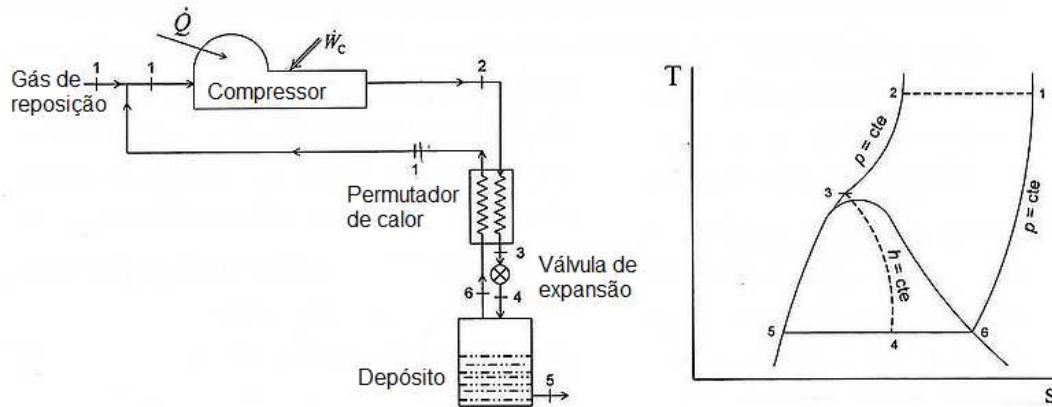 Q̇
Ẇc
Gás de
reposição
1
1
Compressor
2
1
Permutador
de calor
3
Válvula de
expansão
6
4
Depósito
5
T
2
1
p = cte
3
p = cte
h = cte
5
4
6
s